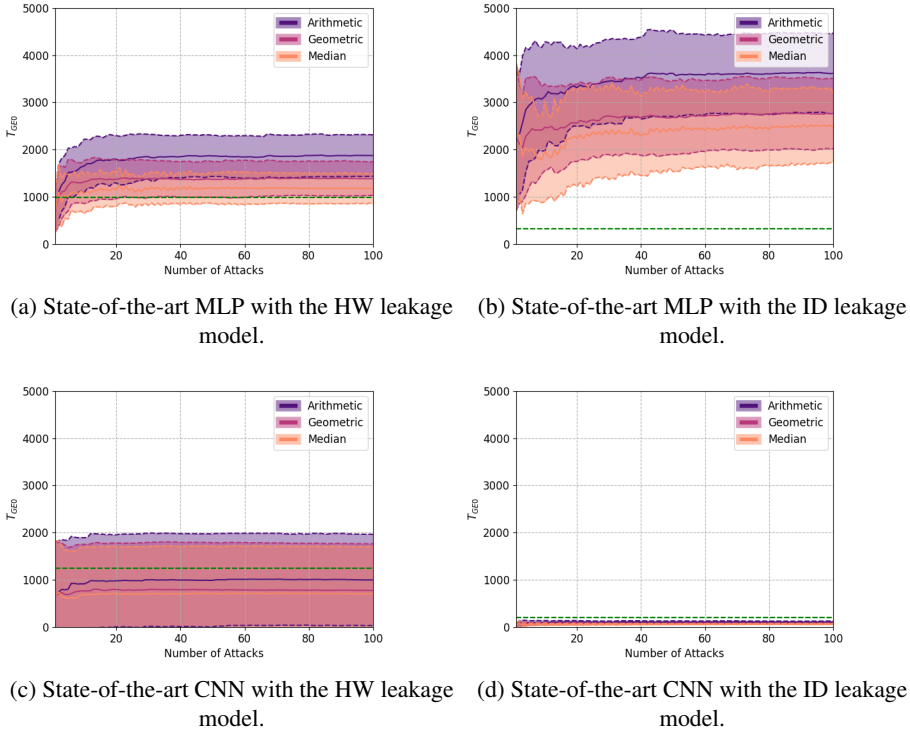 5000
4000
3000
2000
1000
0
T_GE0
20 40 60 80 100
Number of Attacks
Arithmetic
Geometric
Median
5000
4000
3000
2000
1000
0
T_GE0
20 40 60 80 100
Number of Attacks
Arithmetic
Geometric
Median
(a) State-of-the-art MLP with the HW leakage
model.
(b) State-of-the-art MLP with the ID leakage
model.
5000
4000
3000
2000
1000
0
T_GE0
20 40 60 80 100
Number of Attacks
Arithmetic
Geometric
Median
5000
4000
3000
2000
1000
0
T_GE0
20 40 60 80 100
Number of Attacks
Arithmetic
Geometric
Median
(c) State-of-the-art CNN with the HW leakage
model.
(d) State-of-the-art CNN with the ID leakage
model.